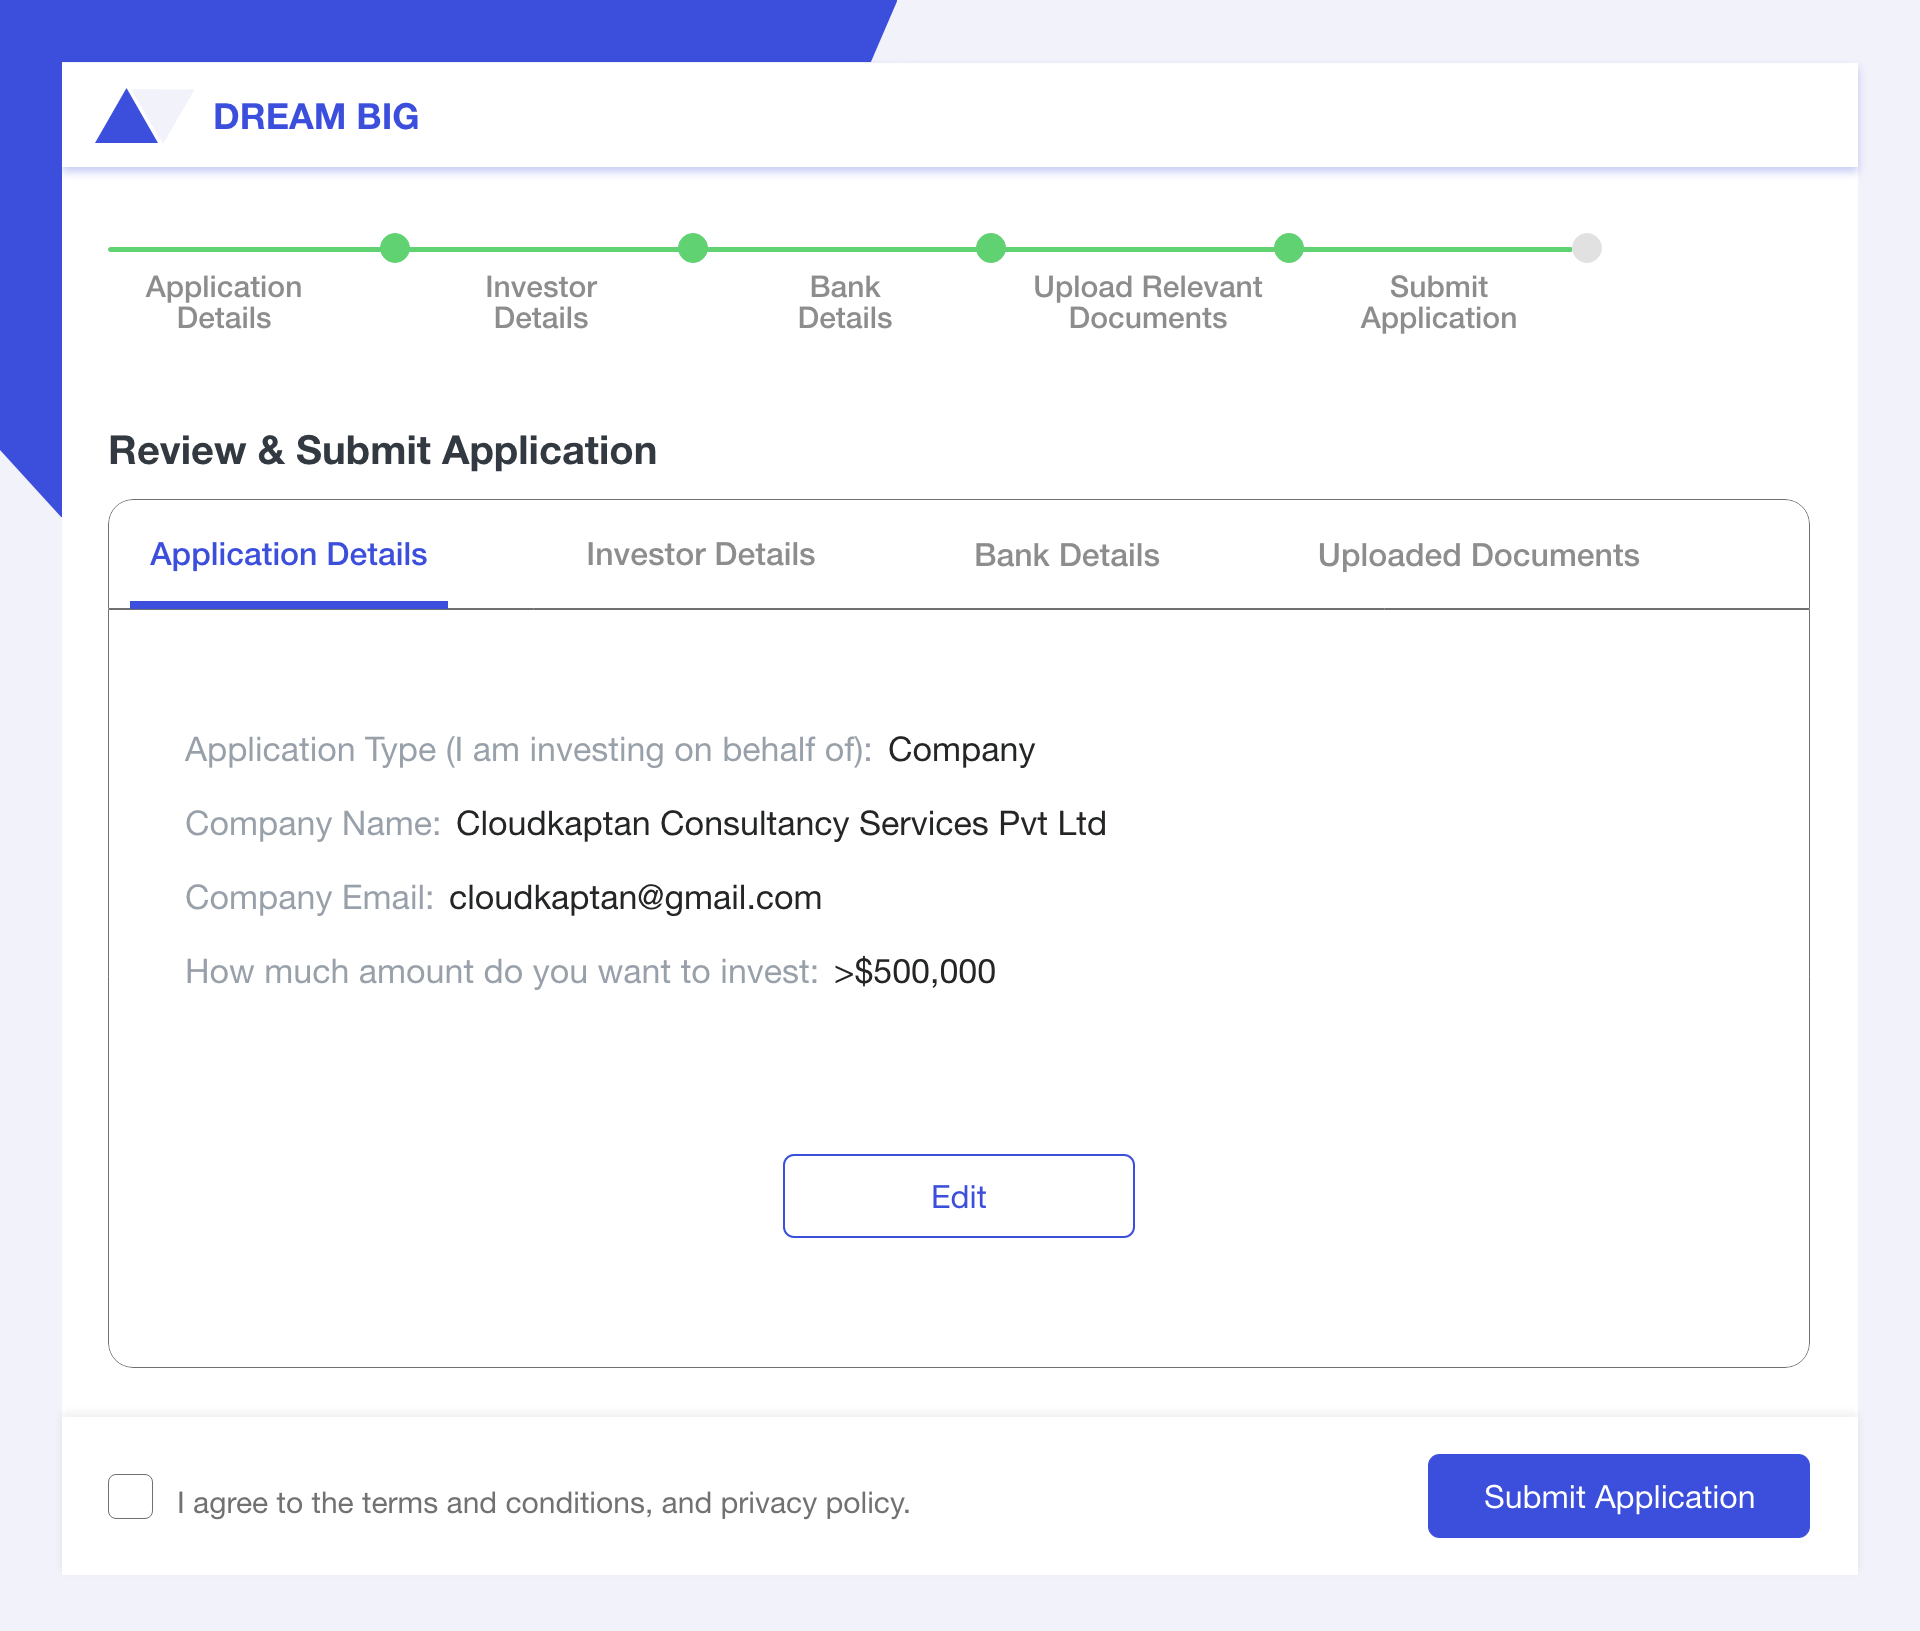 DREAM BIG
Application
Details
Investor
Details
Bank
Details
Upload Relevant
Documents
Submit
Application
Review & Submit Application
Application Details
Investor Details
Bank Details
Uploaded Documents
Application Type (I am investing on behalf of): Company
Company Name: Cloudkaptan Consultancy Services Pvt Ltd
Company Email: cloudkaptan@gmail.com
How much amount do you want to invest: >$500,000
Edit
I agree to the terms and conditions, and privacy policy.
Submit Application